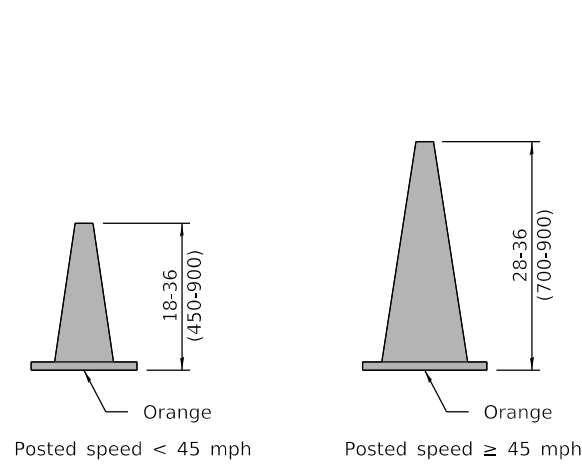 18-36
(450-900)
Orange
Posted speed < 45 mph
28-36
(700-900)
Orange
Posted speed ≥ 45 mph